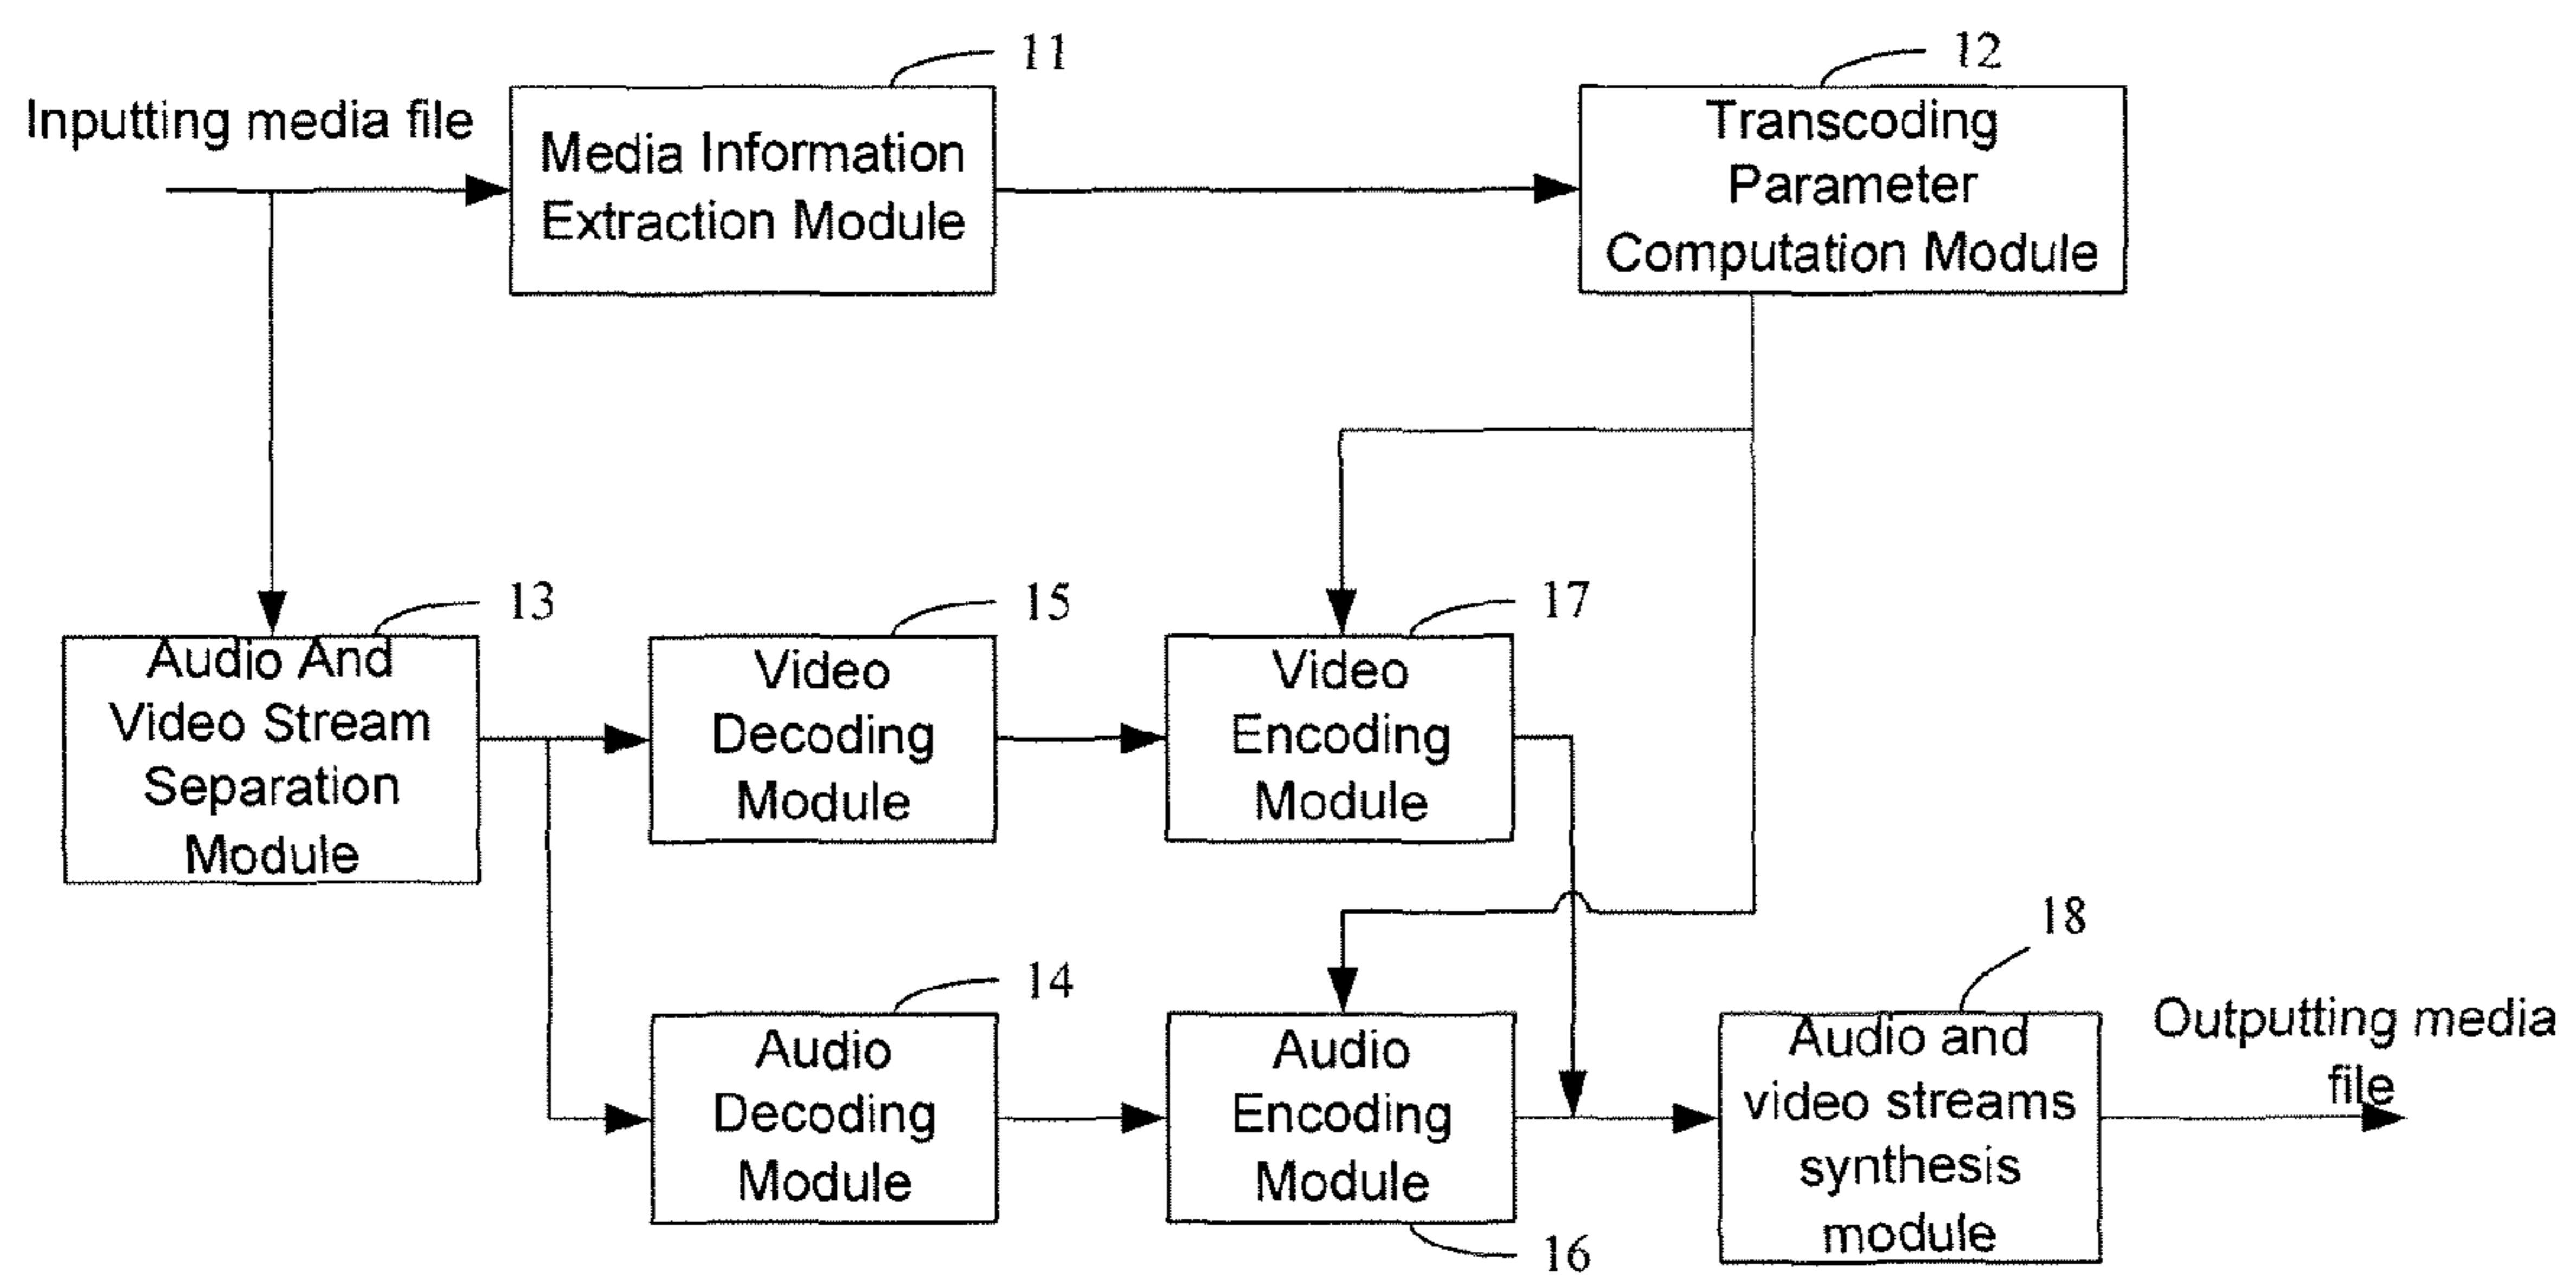 11
12
Inputting media file
Media Information
Extraction Module
Transcoding
Parameter
Computation Module
13
15
17
Audio And
Video Stream
Separation
Module
Video
Decoding
Module
Video
Encoding
Module
14
18
Audio
Decoding
Module
Audio
Encoding
Module
16
Audio and
video streams
synthesis
module
Outputting media
file